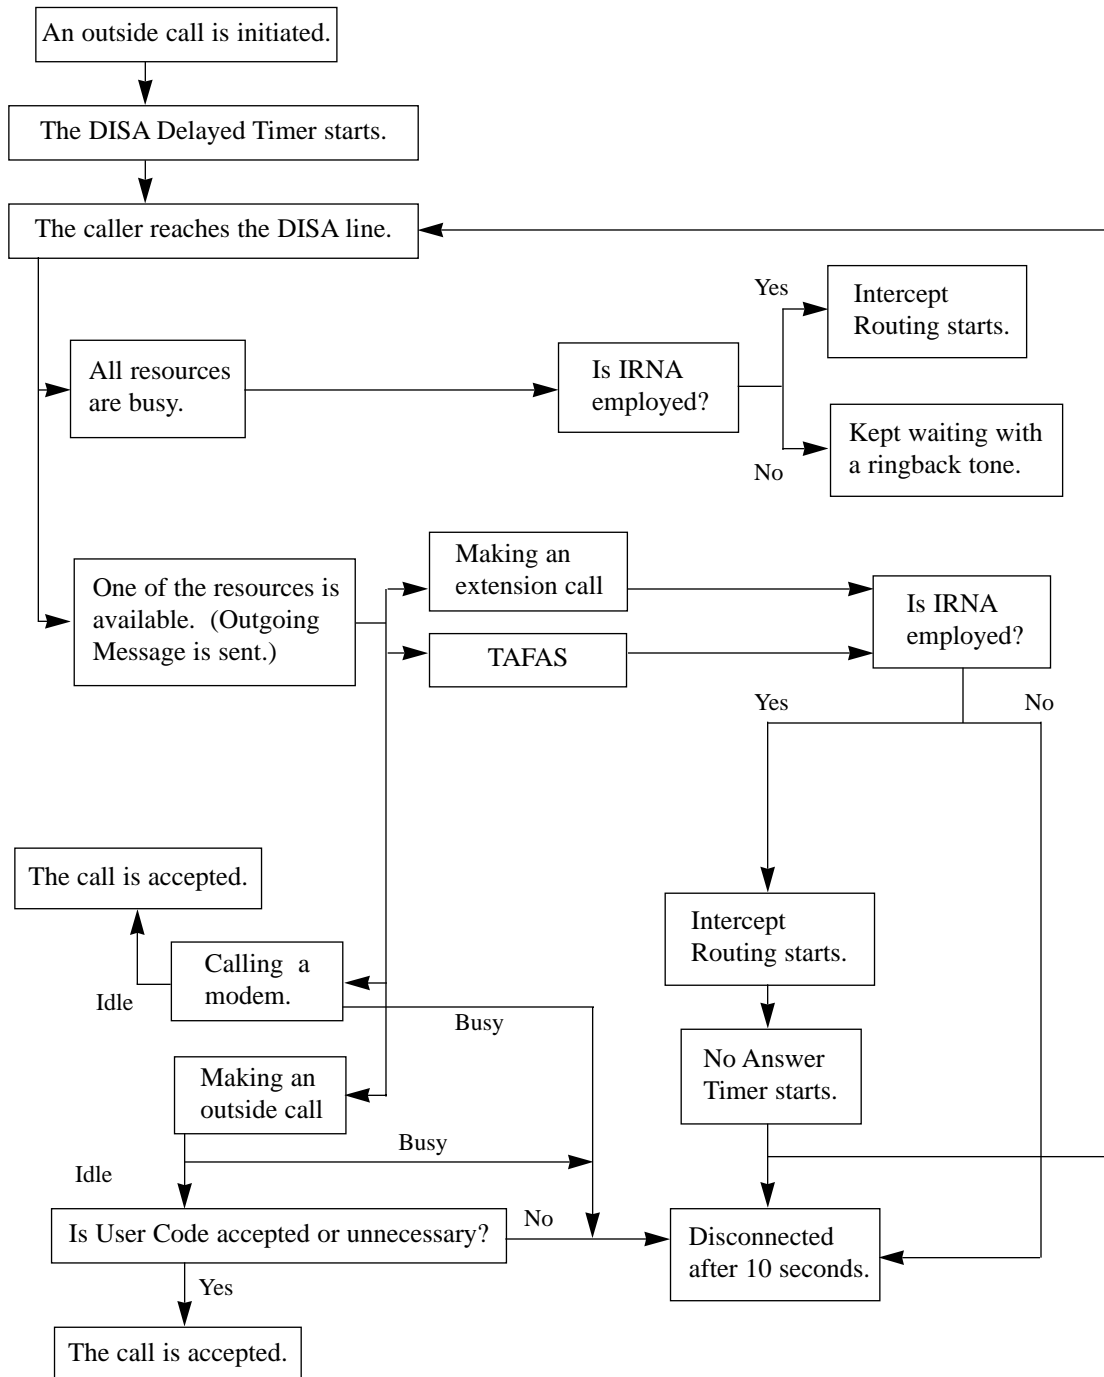 An outside call is initiated.
The DISA Delayed Timer starts.
The caller reaches the DISA line.
Yes
Intercept
Routing starts.
All resources
are busy.
Is IRNA
employed?
No
Kept waiting with
a ringback tone.
One of the resources is
available.  (Outgoing
Message is sent.)
Making an
extension call
TAFAS
Is IRNA
employed?
Yes
No
The call is accepted.
Idle
Calling a
modem.
Busy
Intercept
Routing starts.
No Answer
Timer starts.
Making an
outside call
Busy
Idle
Is User Code accepted or unnecessary?
No
Disconnected
after 10 seconds.
Yes
The call is accepted.